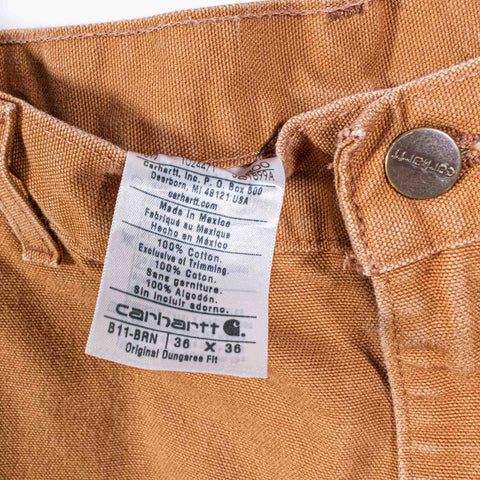 carhartt, Inc. P. O. Box 600
Dearborn, MI 48121 USA
carhartt.com
Made in Mexico
Fabriqué au Mexique
Hecho en México
100% Cotton.
Exclusive of Trimming.
100% Coton.
Sans garniture.
100% Algodón.
Sin incluir adorno.
carhartt
B11-BRN 36 X 36
Original Dungaree Fit
CARHARTT